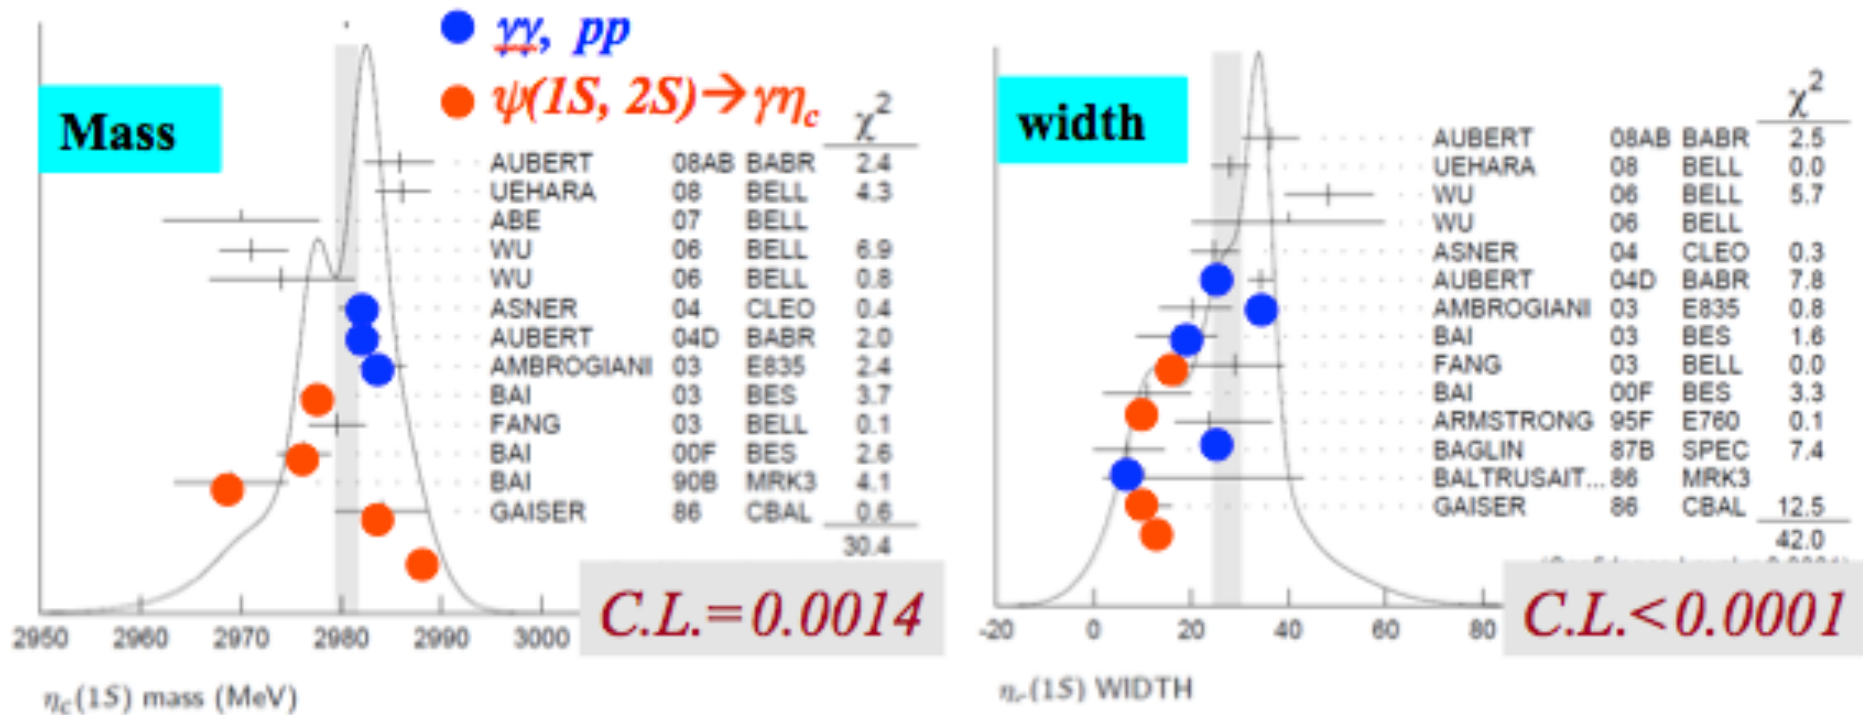 γγ, pp
ψ(1S, 2S)→γηc
Mass
χ²
AUBERT 08AB BABR 2.4
UEHARA 08 BELL 4.3
ABE 07 BELL
WU 06 BELL 6.9
WU 06 BELL 0.8
ASNER 04 CLEO 0.4
AUBERT 04D BABR 2.0
AMBROGIANI 03 E835 2.4
BAI 03 BES 3.7
FANG 03 BELL 0.1
BAI 00F BES 2.6
BAI 90B MRK3 4.1
GAISER 86 CBAL 0.6
30.4
C.L.=0.0014
2950 2960 2970 2980 2990 3000
ηc(1S) mass (MeV)
width
χ²
AUBERT 08AB BABR 2.5
UEHARA 08 BELL 0.0
WU 06 BELL 5.7
WU 06 BELL
ASNER 04 CLEO 0.3
AUBERT 04D BABR 7.8
AMBROGIANI 03 E835 0.8
BAI 03 BES 1.6
FANG 03 BELL 0.0
BAI 00F BES 3.3
ARMSTRONG 95F E760 0.1
BAGLIN 87B SPEC 7.4
BALTRUSAIT... 86 MRK3
GAISER 86 CBAL 12.5
42.0
C.L.<0.0001
-20 0 20 40 60 80
ηc(1S) WIDTH